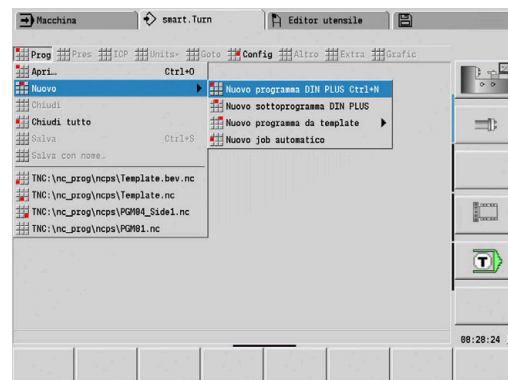 Macchina
smart.Turn
Editor utensile
Prog Pres ICP Units» Goto Config Altro Extra Grafic
Apri… Ctrl+O
Nuovo
Chiudi
Chiudi tutto
Salva Ctrl+S
Salva con nome…
TNC:\nc_prog\ncps\Template.bev.nc
TNC:\nc_prog\ncps\Template.nc
TNC:\nc_prog\ncps\PGM04_Side1.nc
TNC:\nc_prog\ncps\PGM01.nc
Nuovo programma DIN PLUS Ctrl+N
Nuovo sottoprogramma DIN PLUS
Nuovo programma da template
Nuovo job automatico
T
08:28:24